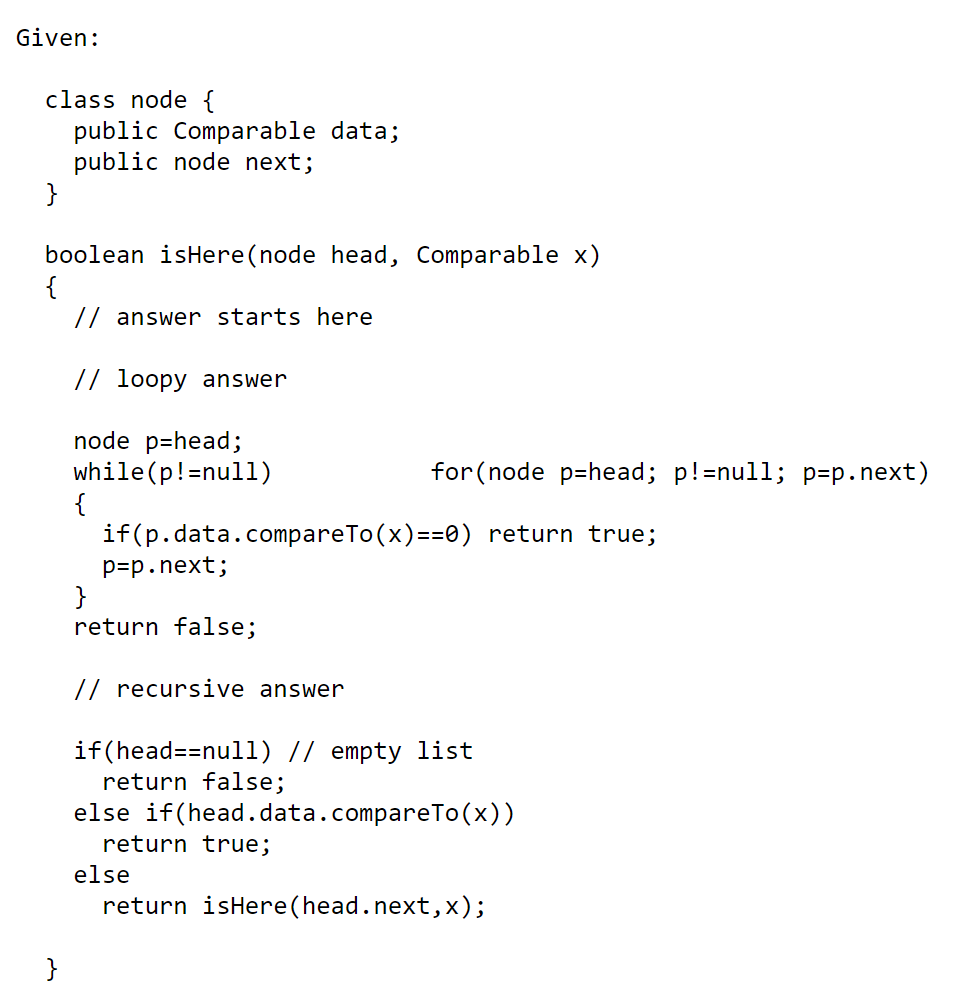 Given:
class node {
public Comparable data;
public node next;
}
boolean isHere(node head, Comparable x)
{
// answer starts here
// loopy answer
node p=head;
while(p!=null)           for(node p=head; p!=null; p=p.next)
{
if(p.data.compareTo(x)==0) return true;
p=p.next;
}
return false;
// recursive answer
if(head==null) // empty list
return false;
else if(head.data.compareTo(x))
return true;
else
return isHere(head.next,x);
}